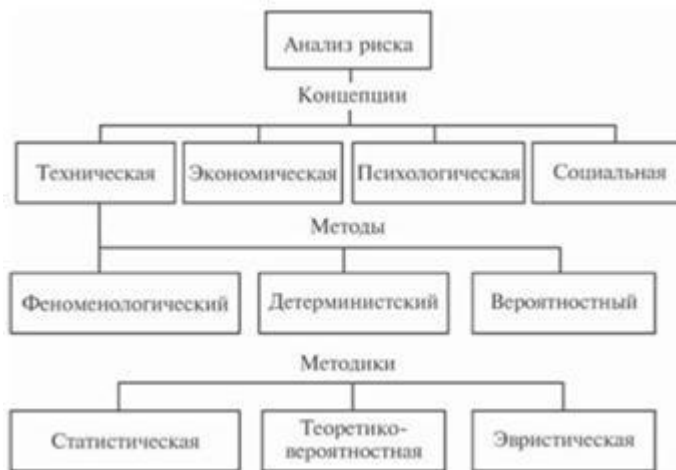 Анализ риска
Концепции
Техническая
Экономическая
Психологическая
Социальная
Методы
Феноменологический
Детерминистский
Вероятностный
Методики
Статистическая
Теоретико-
вероятностная
Эвристическая